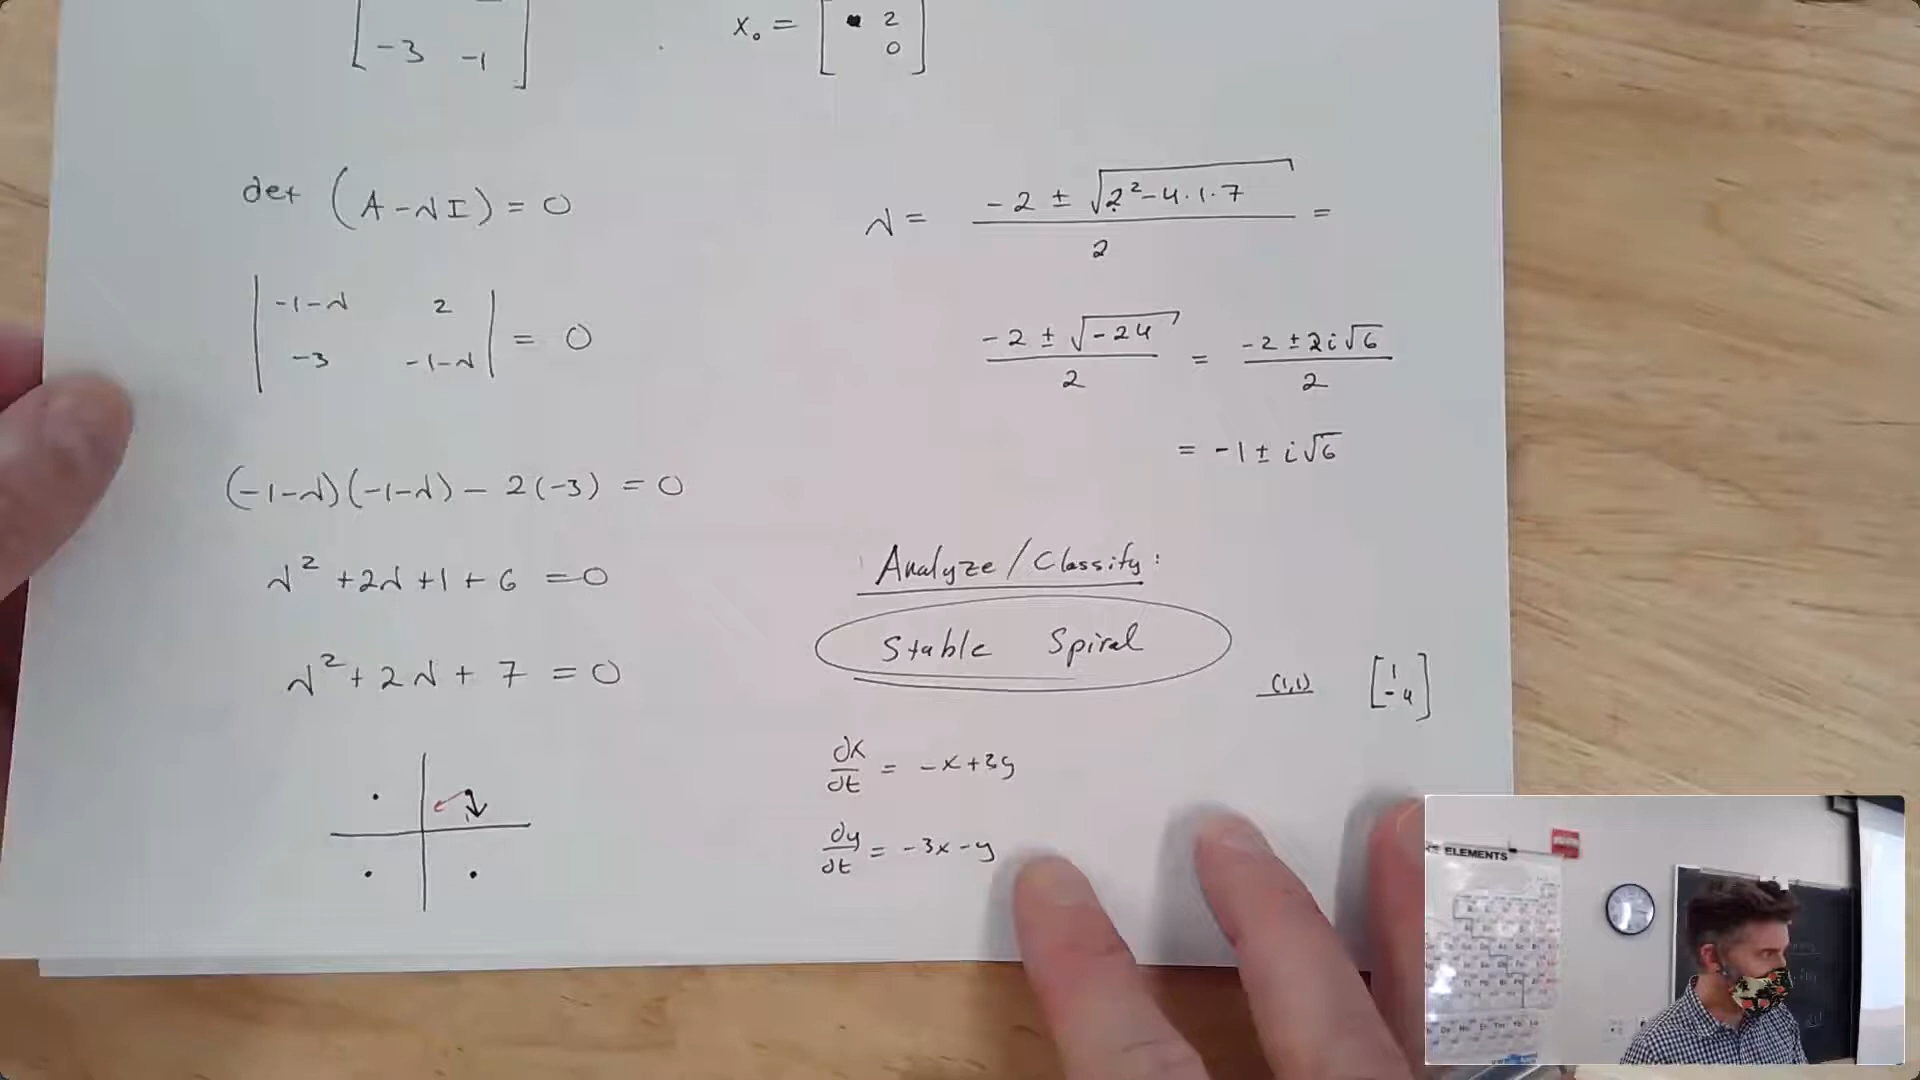 -3 -1
x₀ = [ 2
0 ]
det (A-λI) = 0
| -1-λ 2 |
| -3 -1-λ | = 0
(-1-λ)(-1-λ) - 2(-3) = 0
λ² + 2λ + 1 + 6 = 0
λ² + 2λ + 7 = 0
λ = (-2 ± √(2²-4·1·7)) / 2 =
(-2 ± √(-24)) / 2 = (-2 ± 2i√6) / 2
= -1 ± i√6
Analyze/Classify:
Stable Spiral
(1,1) [ 1
-4 ]
dx/dt = -x+2y
dy/dt = -3x-y
ELEMENTS